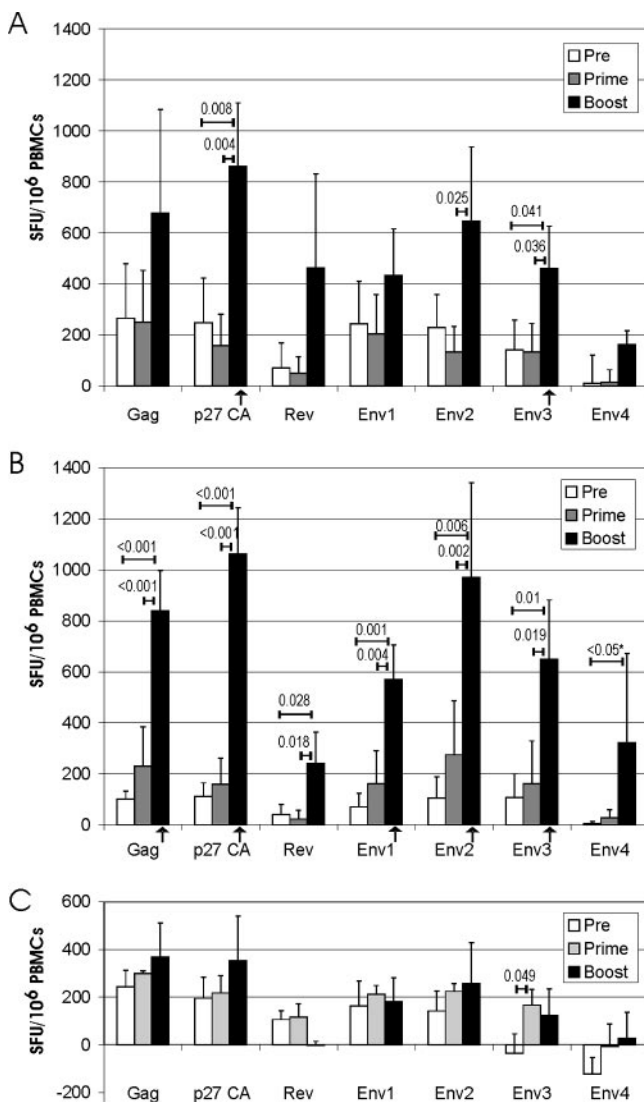 A
SFU/10⁶ PBMCs
1400
1200
1000
800
600
400
200
0
Pre
Prime
Boost
0.008
0.004
0.025
0.041
0.036
Gag p27 CA Rev Env1 Env2 Env3 Env4
B
SFU/10⁶ PBMCs
1400
1200
1000
800
600
400
200
0
Pre
Prime
Boost
<0.001
<0.001
<0.001
<0.001
0.028
0.018
0.001
0.004
0.006
0.002
0.01
0.019
<0.05*
Gag p27 CA Rev Env1 Env2 Env3 Env4
C
SFU/10⁶ PBMCs
600
400
200
0
-200
Pre
Prime
Boost
0.049
Gag p27 CA Rev Env1 Env2 Env3 Env4